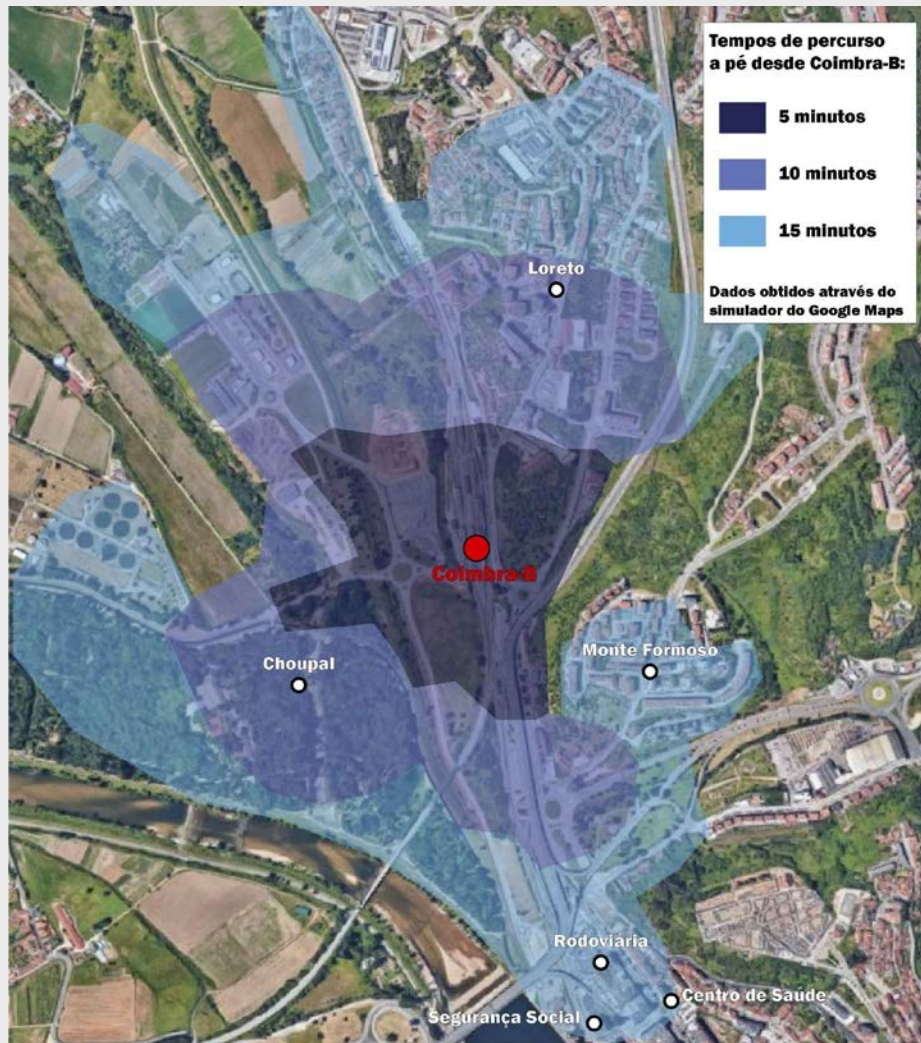 Tempos de percurso
a pé desde Coimbra-B:
5 minutos
10 minutos
15 minutos
Dados obtidos através do
simulador do Google Maps
Loreto
Coimbra-B
Monte Formoso
Choupal
Rodoviária
Centro de Saúde
Segurança Social